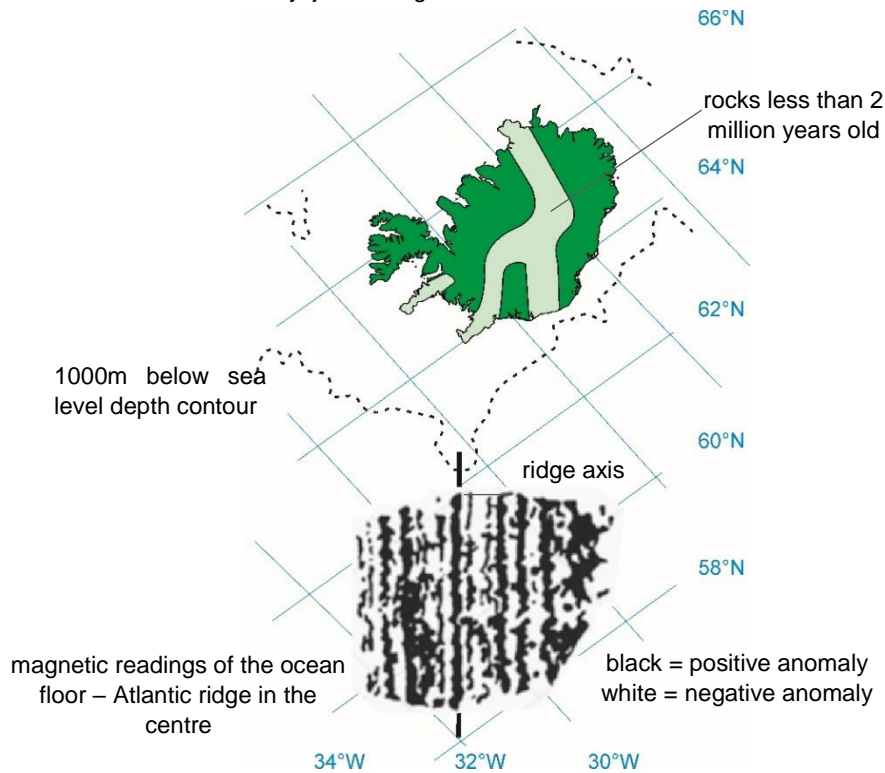 66°N
rocks less than 2
million years old
64°N
62°N
1000m below sea
level depth contour
60°N
ridge axis
58°N
magnetic readings of the ocean
floor – Atlantic ridge in the
centre
black = positive anomaly
white = negative anomaly
34°W 32°W 30°W